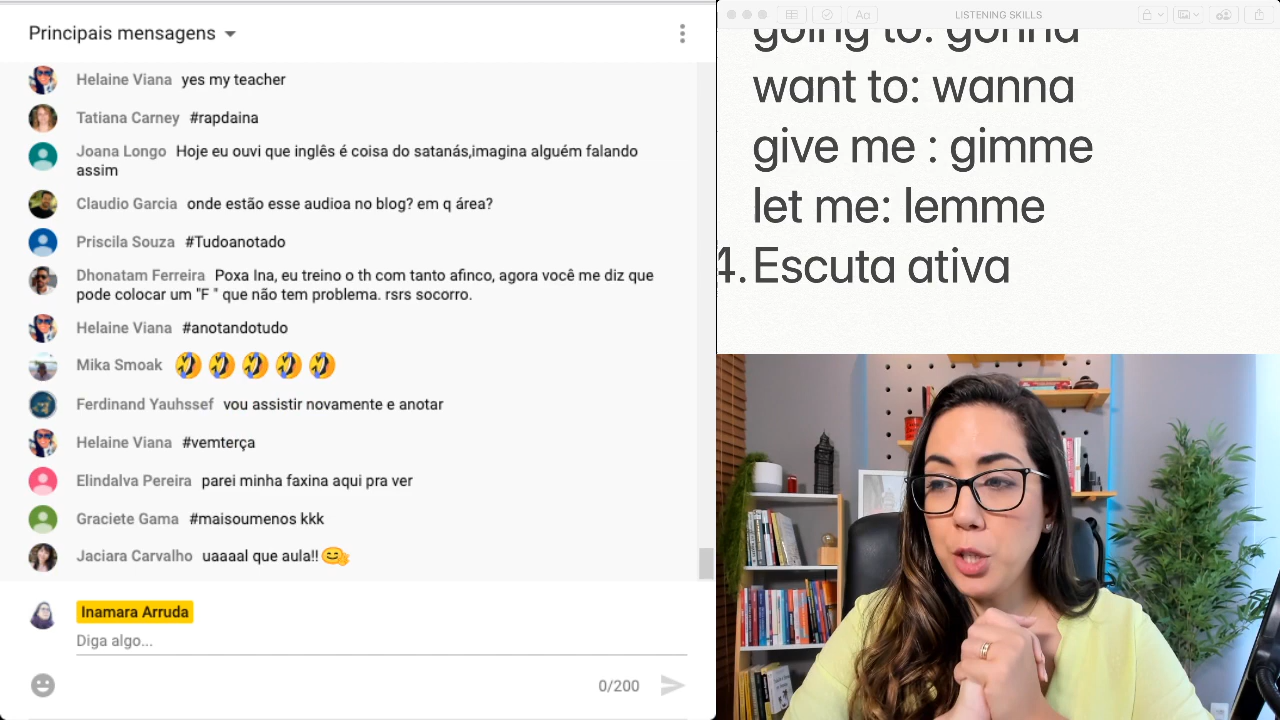 Principais mensagens
Helaine Viana yes my teacher
Tatiana Carney #rapdaina
Joana Longo Hoje eu ouvi que inglês é coisa do satanás,imagina alguém falando
assim
Claudio Garcia onde estão esse audioa no blog? em q área?
Priscila Souza #Tudoanotado
Dhonatam Ferreira Poxa Ina, eu treino o th com tanto afinco, agora você me diz que
pode colocar um "F " que não tem problema. rsrs socorro.
Helaine Viana #anotandotudo
Mika Smoak 🤣🤣🤣🤣🤣
Ferdinand Yauhssef vou assistir novamente e anotar
Helaine Viana #vemterça
Elindalva Pereira parei minha faxina aqui pra ver
Graciete Gama #maisoumenos kkk
Jaciara Carvalho uaaaal que aula!!🤗
Inamara Arruda
Diga algo...
0/200
Aa
LISTENING SKILLS
going to: gonna
want to: wanna
give me : gimme
let me: lemme
4. Escuta ativa